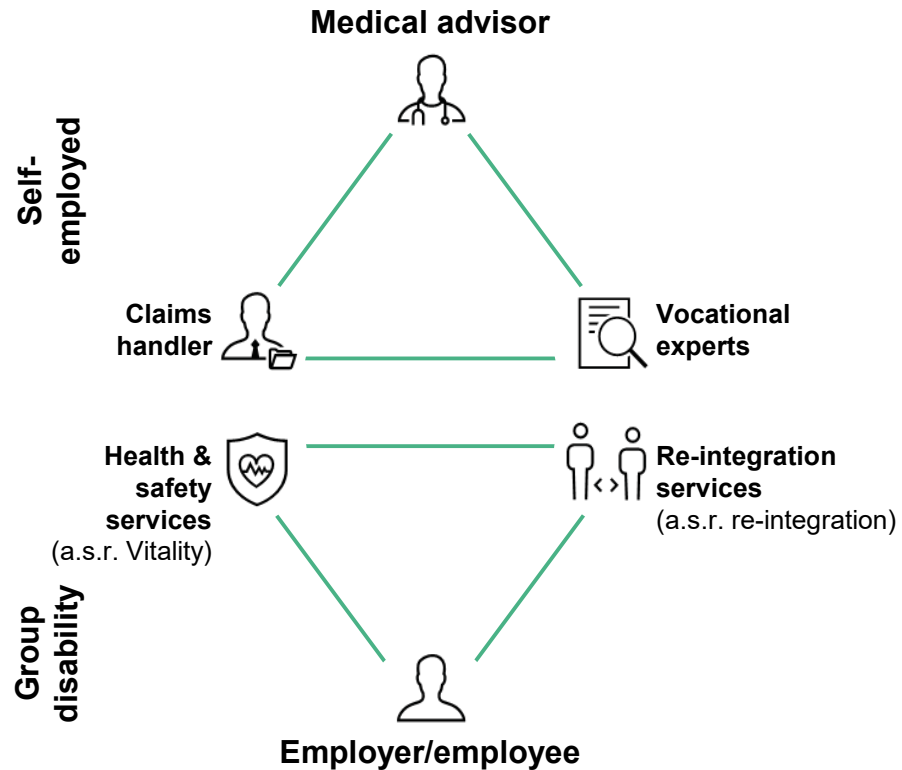 Medical advisor
Self-
employed
Claims
handler
Vocational
experts
Health &
safety
services
(a.s.r. Vitality)
Re-integration
services
(a.s.r. re-integration)
Group
disability
Employer/employee